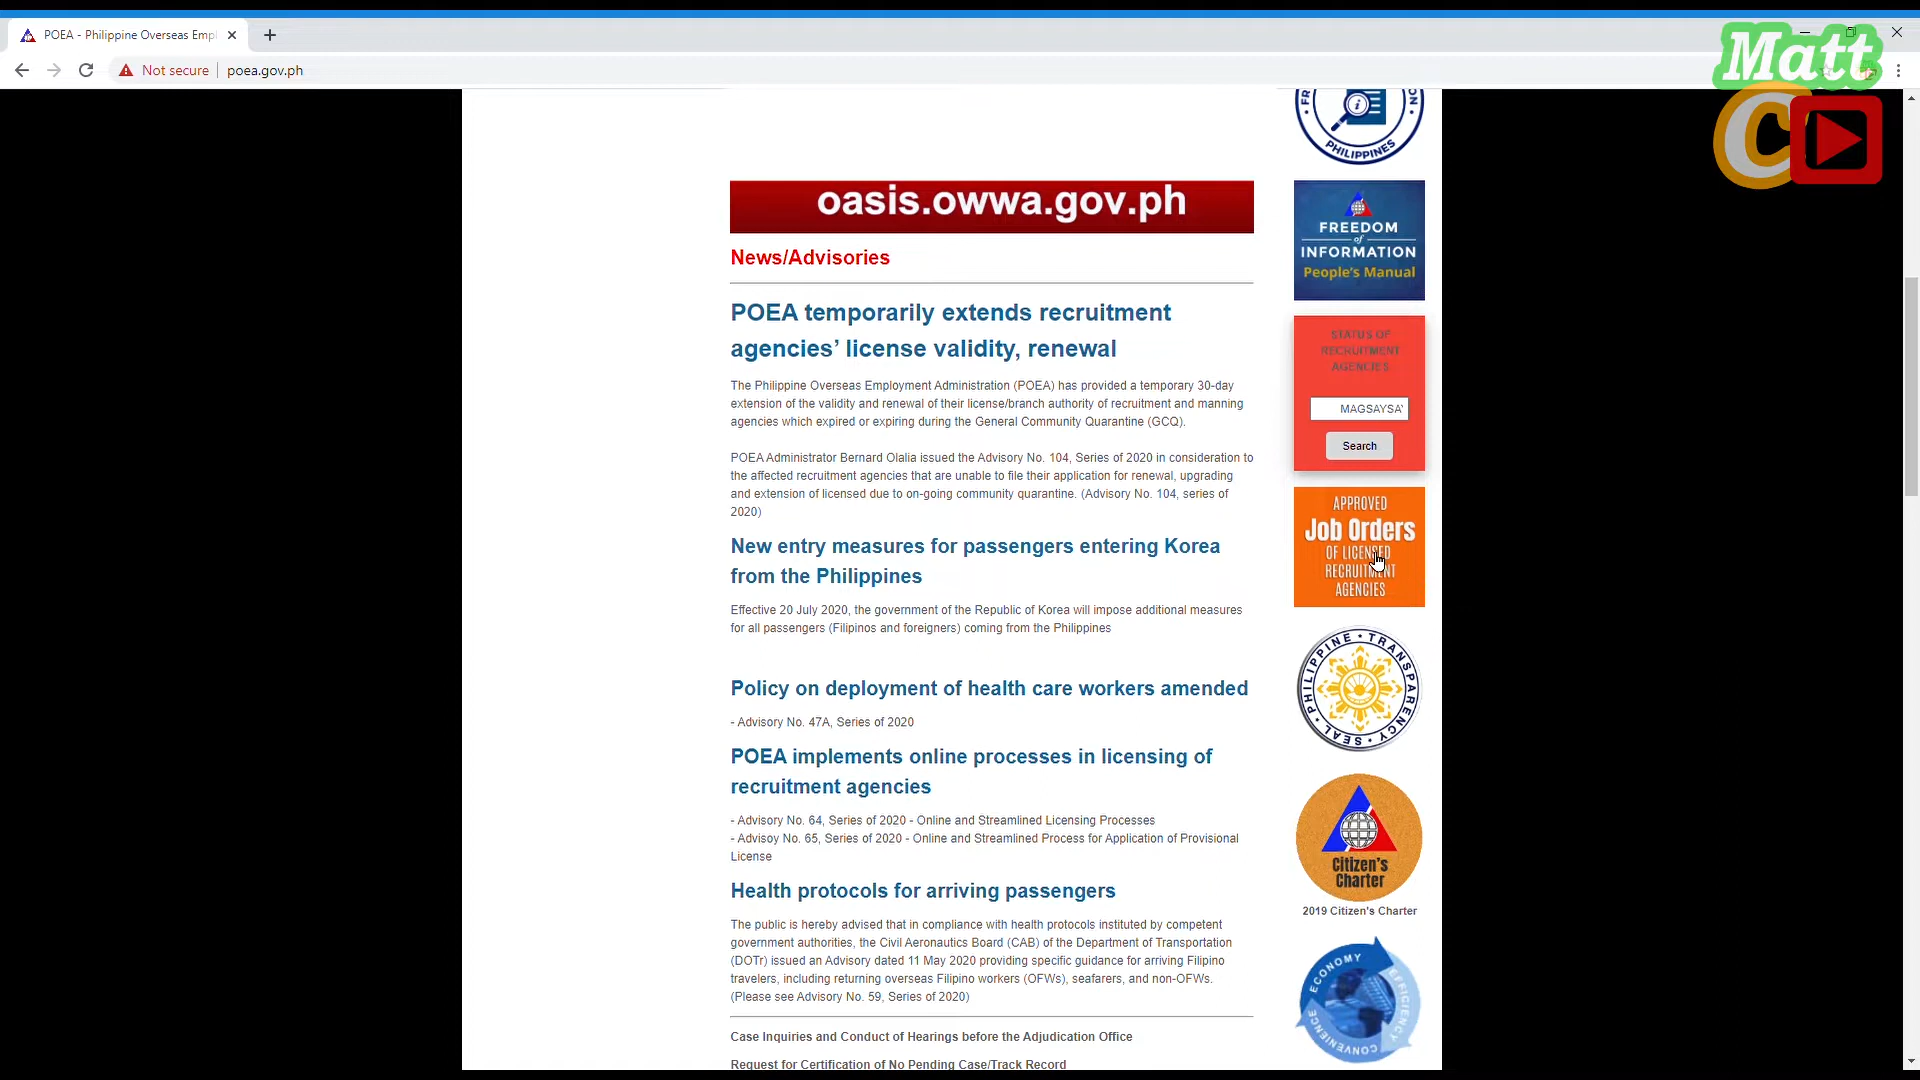 POEA - Philippine Overseas Empl
Matt
Not secure
poea.gov.ph
C
PHILIPPINES
oasis.owwa.gov.ph
FREEDOM
of
INFORMATION
People's Manual
News/Advisories
POEA temporarily extends recruitment
agencies’ license validity, renewal
STATUS OF
RECRUITMENT
AGENCIES
MAGSAYSA
Search
The Philippine Overseas Employment Administration (POEA) has provided a temporary 30-day
extension of the validity and renewal of their license/branch authority of recruitment and manning
agencies which expired or expiring during the General Community Quarantine (GCQ).
POEA Administrator Bernard Olalia issued the Advisory No. 104, Series of 2020 in consideration to
the affected recruitment agencies that are unable to file their application for renewal, upgrading
and extension of licensed due to on-going community quarantine. (Advisory No. 104, series of
2020)
APPROVED
Job Orders
OF LICENSED
RECRUITMENT
AGENCIES
New entry measures for passengers entering Korea
from the Philippines
Effective 20 July 2020, the government of the Republic of Korea will impose additional measures
for all passengers (Filipinos and foreigners) coming from the Philippines
PHILIPPINE • TRANSPARENCY • SEAL •
Policy on deployment of health care workers amended
- Advisory No. 47A, Series of 2020
POEA implements online processes in licensing of
recruitment agencies
- Advisory No. 64, Series of 2020 - Online and Streamlined Licensing Processes
- Advisoy No. 65, Series of 2020 - Online and Streamlined Process for Application of Provisional
License
Citizen's
Charter
2019 Citizen's Charter
Health protocols for arriving passengers
The public is hereby advised that in compliance with health protocols instituted by competent
government authorities, the Civil Aeronautics Board (CAB) of the Department of Transportation
(DOTr) issued an Advisory dated 11 May 2020 providing specific guidance for arriving Filipino
travelers, including returning overseas Filipino workers (OFWs), seafarers, and non-OFWs.
(Please see Advisory No. 59, Series of 2020)
ECONOMY
EFFICIENCY
CONVENIENCE
Case Inquiries and Conduct of Hearings before the Adjudication Office
Request for Certification of No Pending Case/Track Record